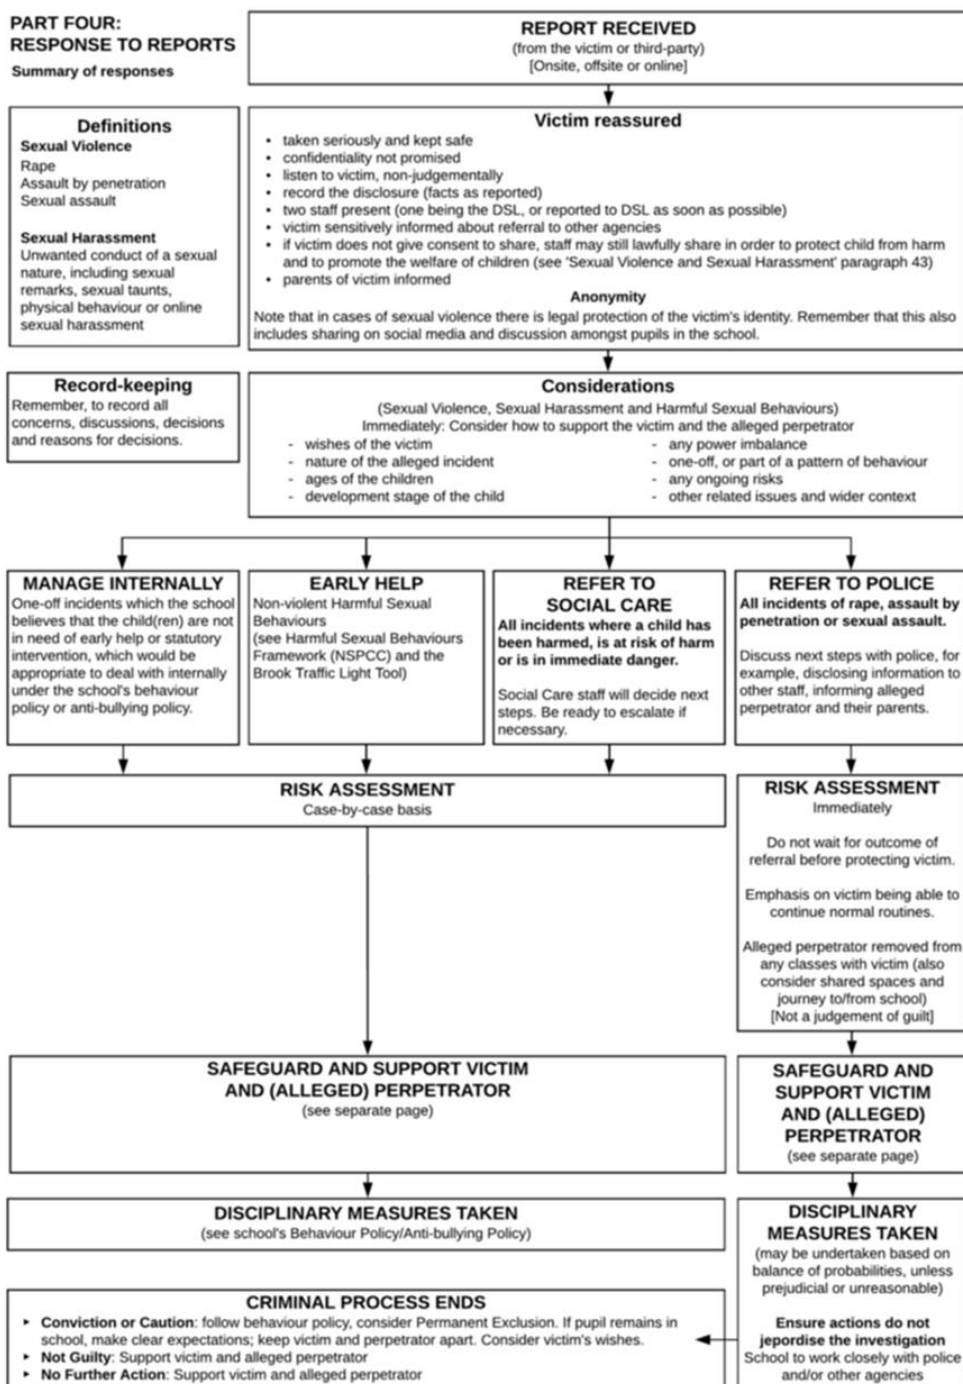 PART FOUR:
RESPONSE TO REPORTS
Summary of responses
REPORT RECEIVED
(from the victim or third-party)
[Onsite, offsite or online]
Definitions
Sexual Violence
Rape
Assault by penetration
Sexual assault
Sexual Harassment
Unwanted conduct of a sexual
nature, including sexual
remarks, sexual taunts,
physical behaviour or online
sexual harassment
Victim reassured
• taken seriously and kept safe
• confidentiality not promised
• listen to victim, non-judgementally
• record the disclosure (facts as reported)
• two staff present (one being the DSL, or reported to DSL as soon as possible)
• victim sensitively informed about referral to other agencies
• if victim does not give consent to share, staff may still lawfully share in order to protect child from harm
and to promote the welfare of children (see 'Sexual Violence and Sexual Harassment' paragraph 43)
• parents of victim informed
Anonymity
Note that in cases of sexual violence there is legal protection of the victim's identity. Remember that this also
includes sharing on social media and discussion amongst pupils in the school.
Record-keeping
Remember, to record all
concerns, discussions, decisions
and reasons for decisions.
Considerations
(Sexual Violence, Sexual Harassment and Harmful Sexual Behaviours)
Immediately: Consider how to support the victim and the alleged perpetrator
- wishes of the victim
- nature of the alleged incident
- ages of the children
- development stage of the child
- any power imbalance
- one-off, or part of a pattern of behaviour
- any ongoing risks
- other related issues and wider context
MANAGE INTERNALLY
One-off incidents which the school
believes that the child(ren) are not
in need of early help or statutory
intervention, which would be
appropriate to deal with internally
under the school's behaviour
policy or anti-bullying policy.
EARLY HELP
Non-violent Harmful Sexual
Behaviours
(see Harmful Sexual Behaviours
Framework (NSPCC) and the
Brook Traffic Light Tool)
REFER TO
SOCIAL CARE
All incidents where a child has
been harmed, is at risk of harm
or is in immediate danger.
Social Care staff will decide next
steps. Be ready to escalate if
necessary.
REFER TO POLICE
All incidents of rape, assault by
penetration or sexual assault.
Discuss next steps with police, for
example, disclosing information to
other staff, informing alleged
perpetrator and their parents.
RISK ASSESSMENT
Case-by-case basis
RISK ASSESSMENT
Immediately
Do not wait for outcome of
referral before protecting victim.
Emphasis on victim being able to
continue normal routines.
Alleged perpetrator removed from
any classes with victim (also
consider shared spaces and
journey to/from school)
[Not a judgement of guilt]
SAFEGUARD AND SUPPORT VICTIM
AND (ALLEGED) PERPETRATOR
(see separate page)
SAFEGUARD AND
SUPPORT VICTIM
AND (ALLEGED)
PERPETRATOR
(see separate page)
DISCIPLINARY MEASURES TAKEN
(see school's Behaviour Policy/Anti-bullying Policy)
DISCIPLINARY
MEASURES TAKEN
(may be undertaken based on
balance of probabilities, unless
prejudicial or unreasonable)
Ensure actions do not
jepordise the investigation
School to work closely with police
and/or other agencies
CRIMINAL PROCESS ENDS
▸ Conviction or Caution: follow behaviour policy, consider Permanent Exclusion. If pupil remains in
school, make clear expectations; keep victim and perpetrator apart. Consider victim's wishes.
▸ Not Guilty: Support victim and alleged perpetrator
▸ No Further Action: Support victim and alleged perpetrator